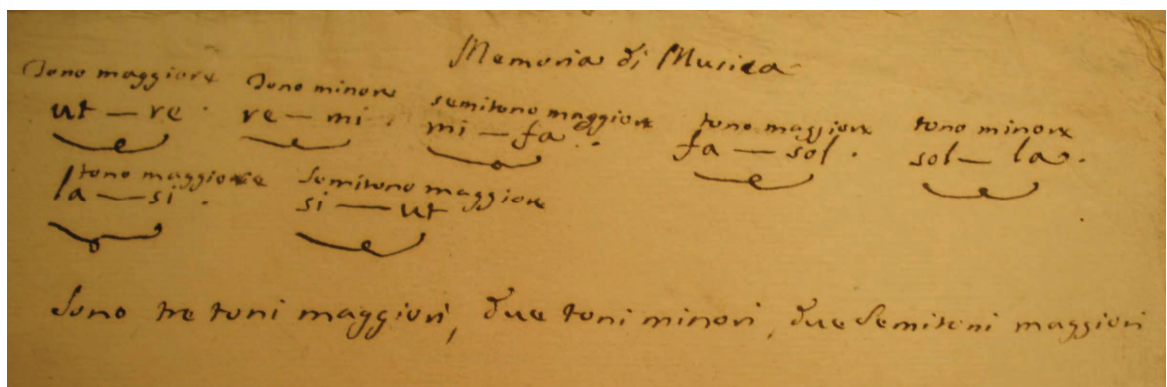 Memoria di Musica
Tono maggiore Tono minore semitono maggiore tono maggiore tono minore
ut — re . re — mi . mi — fa . fa — sol . sol — la .
tono maggiore semitono maggiore
la — si . si — ut
Sono tre toni maggiori, due toni minori, due semitoni maggiori